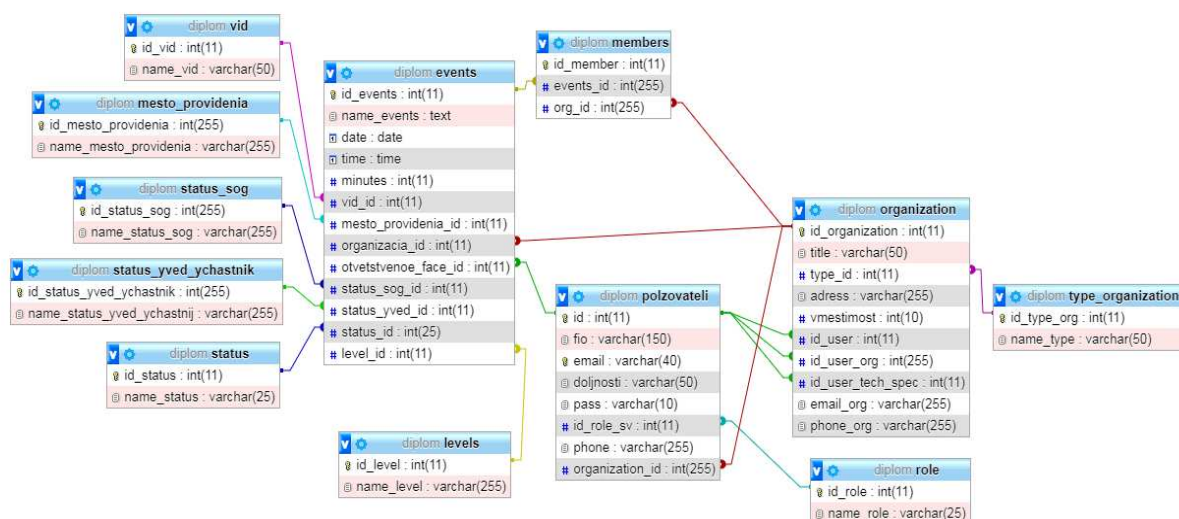 diplom vid
id_vid : int(11)
name_vid : varchar(50)
diplom mesto_providenia
id_mesto_providenia : int(255)
name_mesto_providenia : varchar(255)
diplom status_sog
id_status_sog : int(255)
name_status_sog : varchar(255)
diplom status_yved_ychastnik
id_status_yved_ychastnik : int(255)
name_status_yved_ychastnij : varchar(255)
diplom status
id_status : int(11)
name_status : varchar(25)
diplom events
id_events : int(11)
name_events : text
date : date
time : time
minutes : int(11)
vid_id : int(11)
mesto_providenia_id : int(11)
organizacia_id : int(11)
otvetstvenoe_face_id : int(11)
status_sog_id : int(11)
status_yved_id : int(11)
status_id : int(25)
level_id : int(11)
diplom levels
id_level : int(11)
name_level : varchar(255)
diplom members
id_member : int(11)
events_id : int(255)
org_id : int(255)
diplom polzovateli
id : int(11)
fio : varchar(150)
email : varchar(40)
doljnosti : varchar(50)
pass : varchar(10)
id_role_sv : int(11)
phone : varchar(255)
organization_id : int(255)
diplom organization
id_organization : int(11)
title : varchar(50)
type_id : int(11)
adress : varchar(255)
vmestimost : int(10)
id_user : int(11)
id_user_org : int(255)
id_user_tech_spec : int(11)
email_org : varchar(255)
phone_org : varchar(255)
diplom type_organization
id_type_org : int(11)
name_type : varchar(50)
diplom role
id_role : int(11)
name_role : varchar(25)